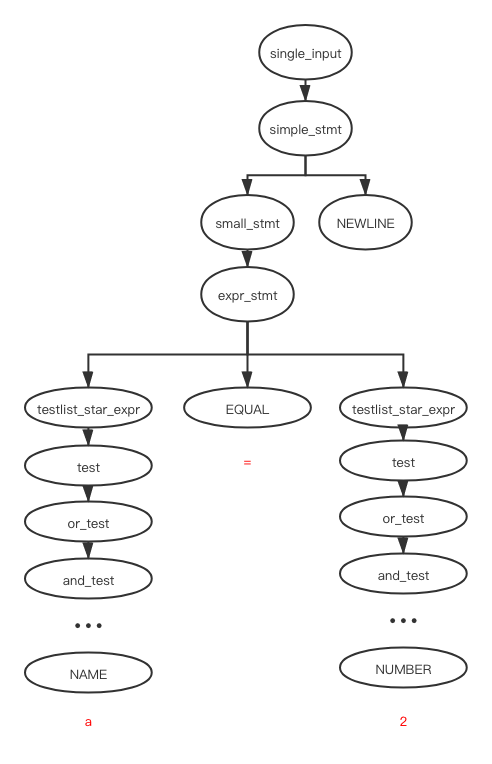 single_input
simple_stmt
small_stmt NEWLINE
expr_stmt
testlist_star_expr EQUAL testlist_star_expr
=
test test
or_test or_test
and_test and_test
••• •••
NAME NUMBER
a 2